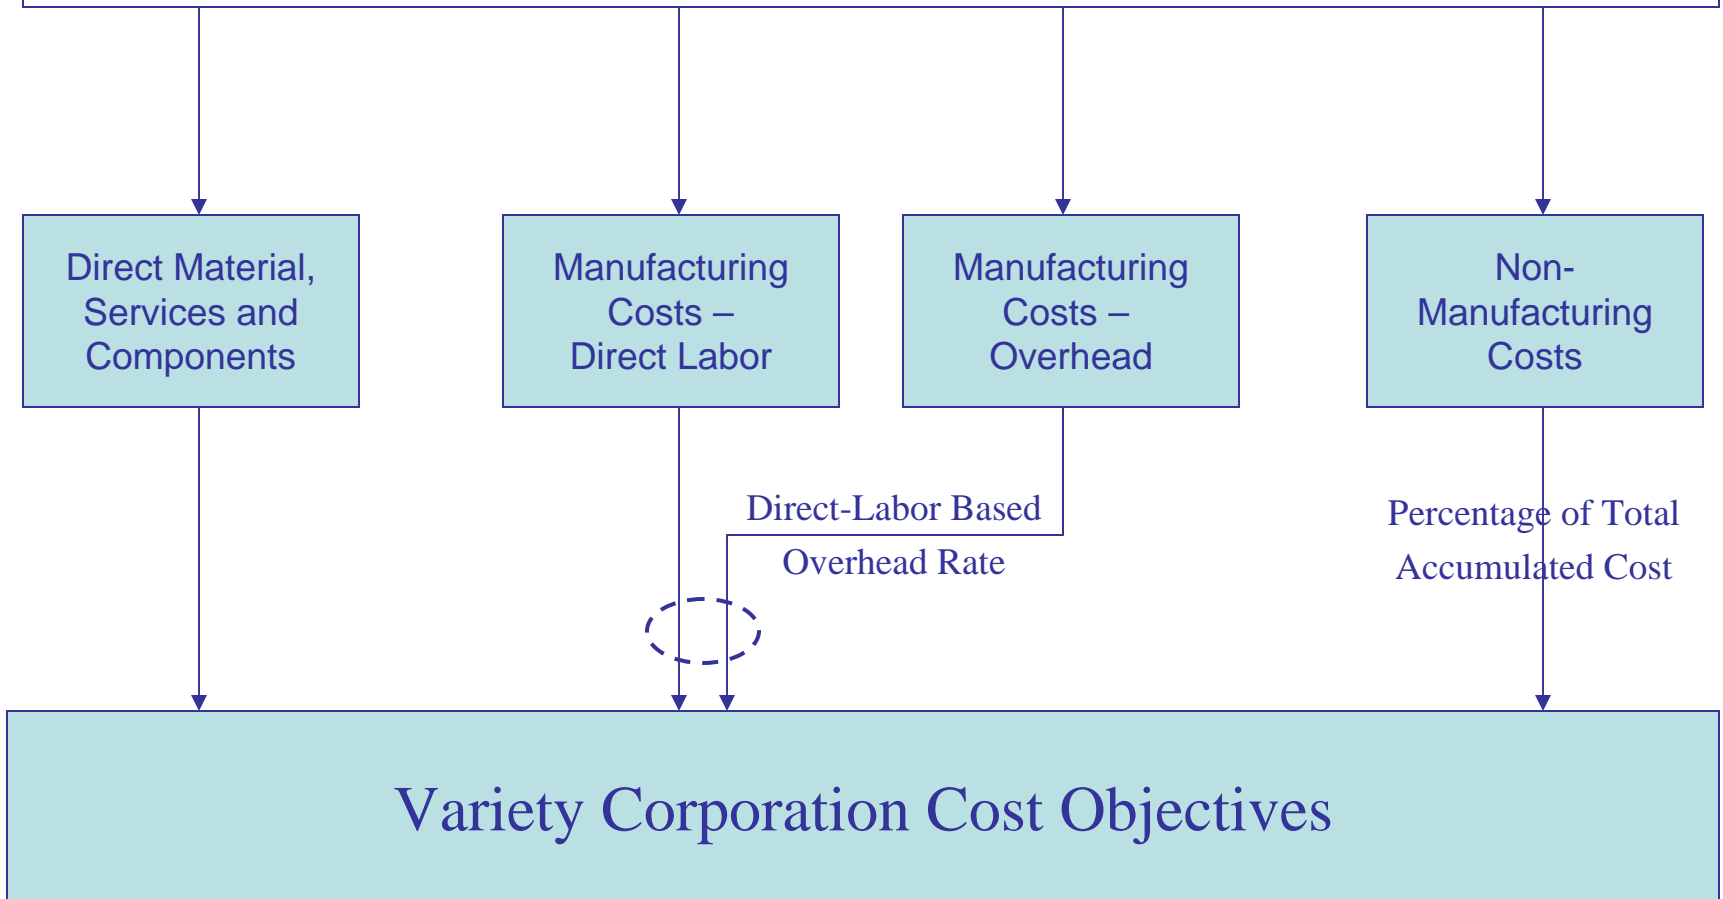 Direct Material,
Services and
Components
Manufacturing
Costs –
Direct Labor
Manufacturing
Costs –
Overhead
Non-
Manufacturing
Costs
Direct-Labor Based
Overhead Rate
Percentage of Total
Accumulated Cost
Variety Corporation Cost Objectives